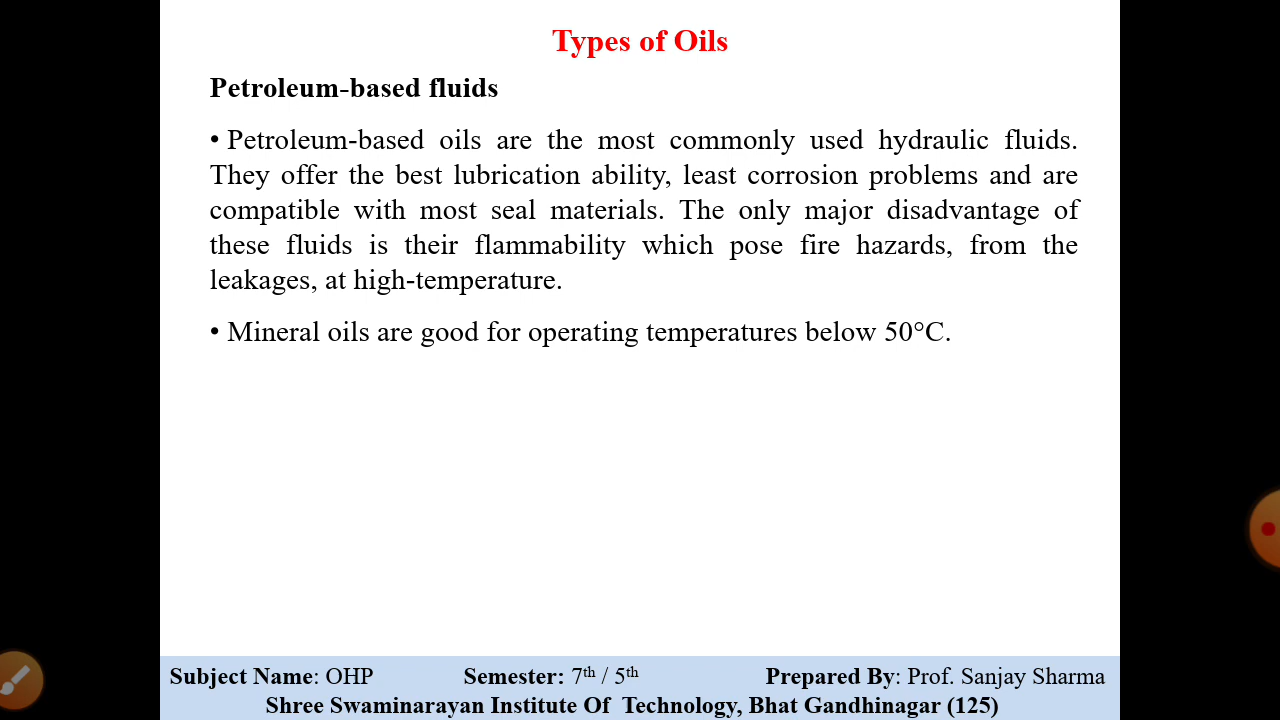 Types of Oils
Petroleum-based fluids
• Petroleum-based oils are the most commonly used hydraulic fluids.
They offer the best lubrication ability, least corrosion problems and are
compatible with most seal materials. The only major disadvantage of
these fluids is their flammability which pose fire hazards, from the
leakages, at high-temperature.
• Mineral oils are good for operating temperatures below 50°C.
Subject Name: OHP Semester: 7th / 5th Prepared By: Prof. Sanjay Sharma
Shree Swaminarayan Institute Of Technology, Bhat Gandhinagar (125)